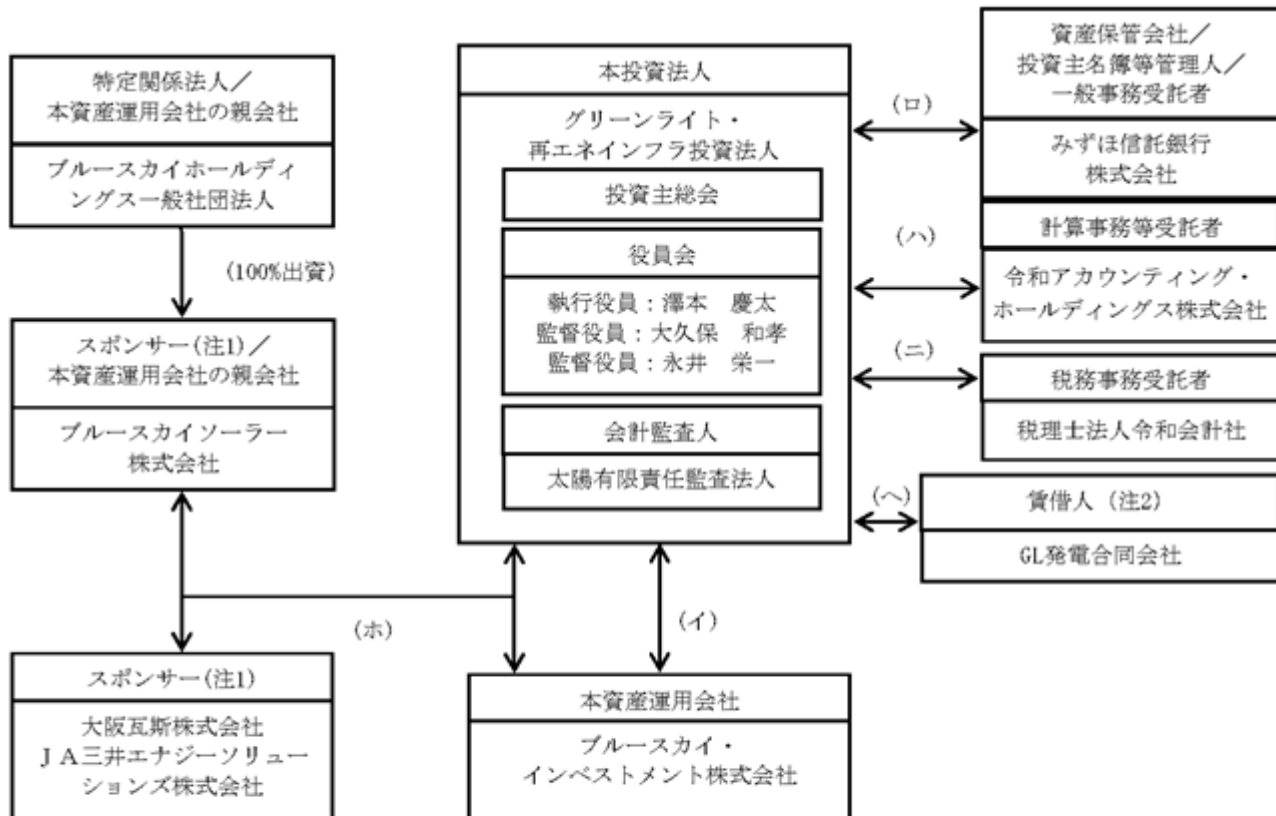 特定関係法人／
本資産運用会社の親会社
ブルースカイホールディ
ングス一般社団法人
(100%出資)
スポンサー(注1)／
本資産運用会社の親会社
ブルースカイソーラー
株式会社
(ホ)
スポンサー(注1)
大阪瓦斯株式会社
ＪＡ三井エナジーソリュー
ションズ株式会社
本投資法人
グリーンライト・
再エネインフラ投資法人
投資主総会
役員会
執行役員：澤本　慶太
監督役員：大久保　和孝
監督役員：永井　栄一
会計監査人
太陽有限責任監査法人
(イ)
本資産運用会社
ブルースカイ・
インベストメント株式会社
(ロ)
資産保管会社／
投資主名簿等管理人／
一般事務受託者
みずほ信託銀行
株式会社
(ハ)
計算事務等受託者
令和アカウンティング・
ホールディングス株式会社
(ニ)
税務事務受託者
税理士法人令和会計社
(ヘ)
賃借人（注2）
GL発電合同会社